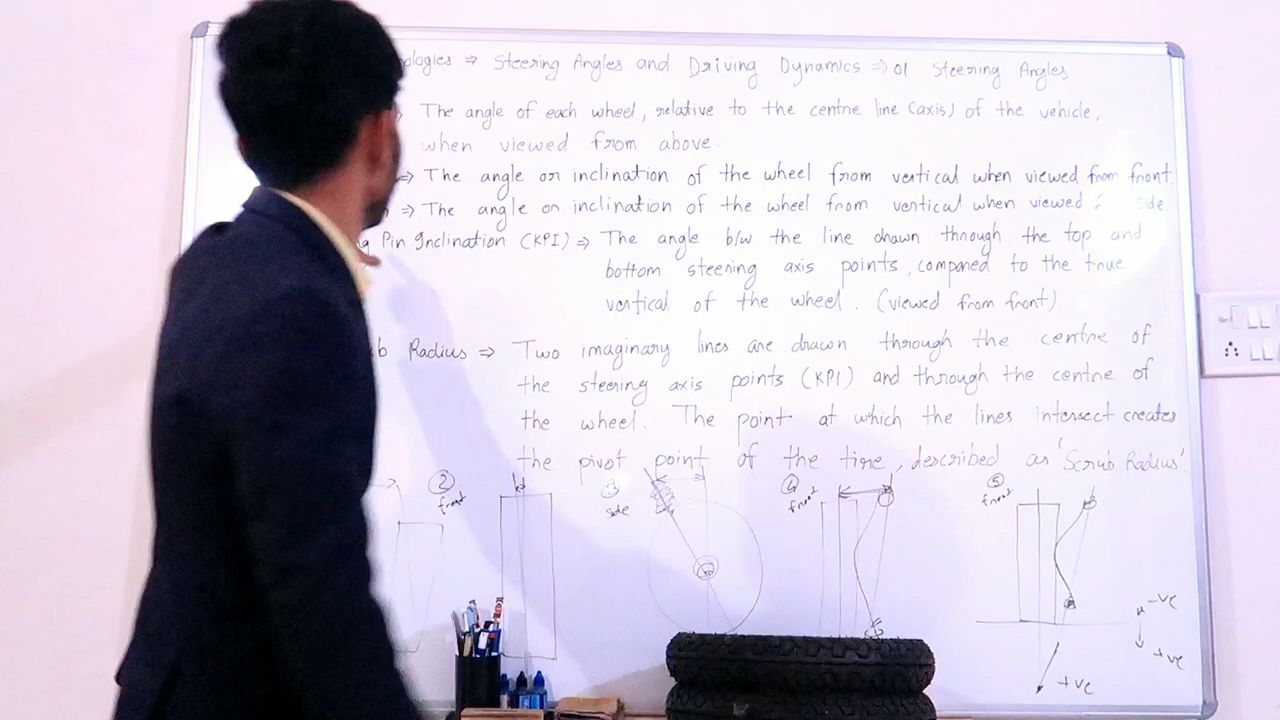 ologies ⇒ Steering Angles and Driving Dynamics ⇒ 01 Steering Angles
The angle of each wheel, relative to the centre line (axis) of the vehicle,
when viewed from above.
⇒ The angle or inclination of the wheel from vertical when viewed from front.
⇒ The angle or inclination of the wheel from vertical when viewed side.
Pin Inclination (KPI) ⇒ The angle b/w the line drawn through the top and
bottom steering axis points, compared to the true
vertical of the wheel. (viewed from front)
b Radius ⇒ Two imaginary lines are drawn through the centre of
the steering axis points (KPI) and through the centre of
the wheel. The point at which the lines intersect creates
the pivot point of the tire, described as 'Scrub Radius'.
② front
③ side
④ front
⑤ front
-ve
+ve
+ve